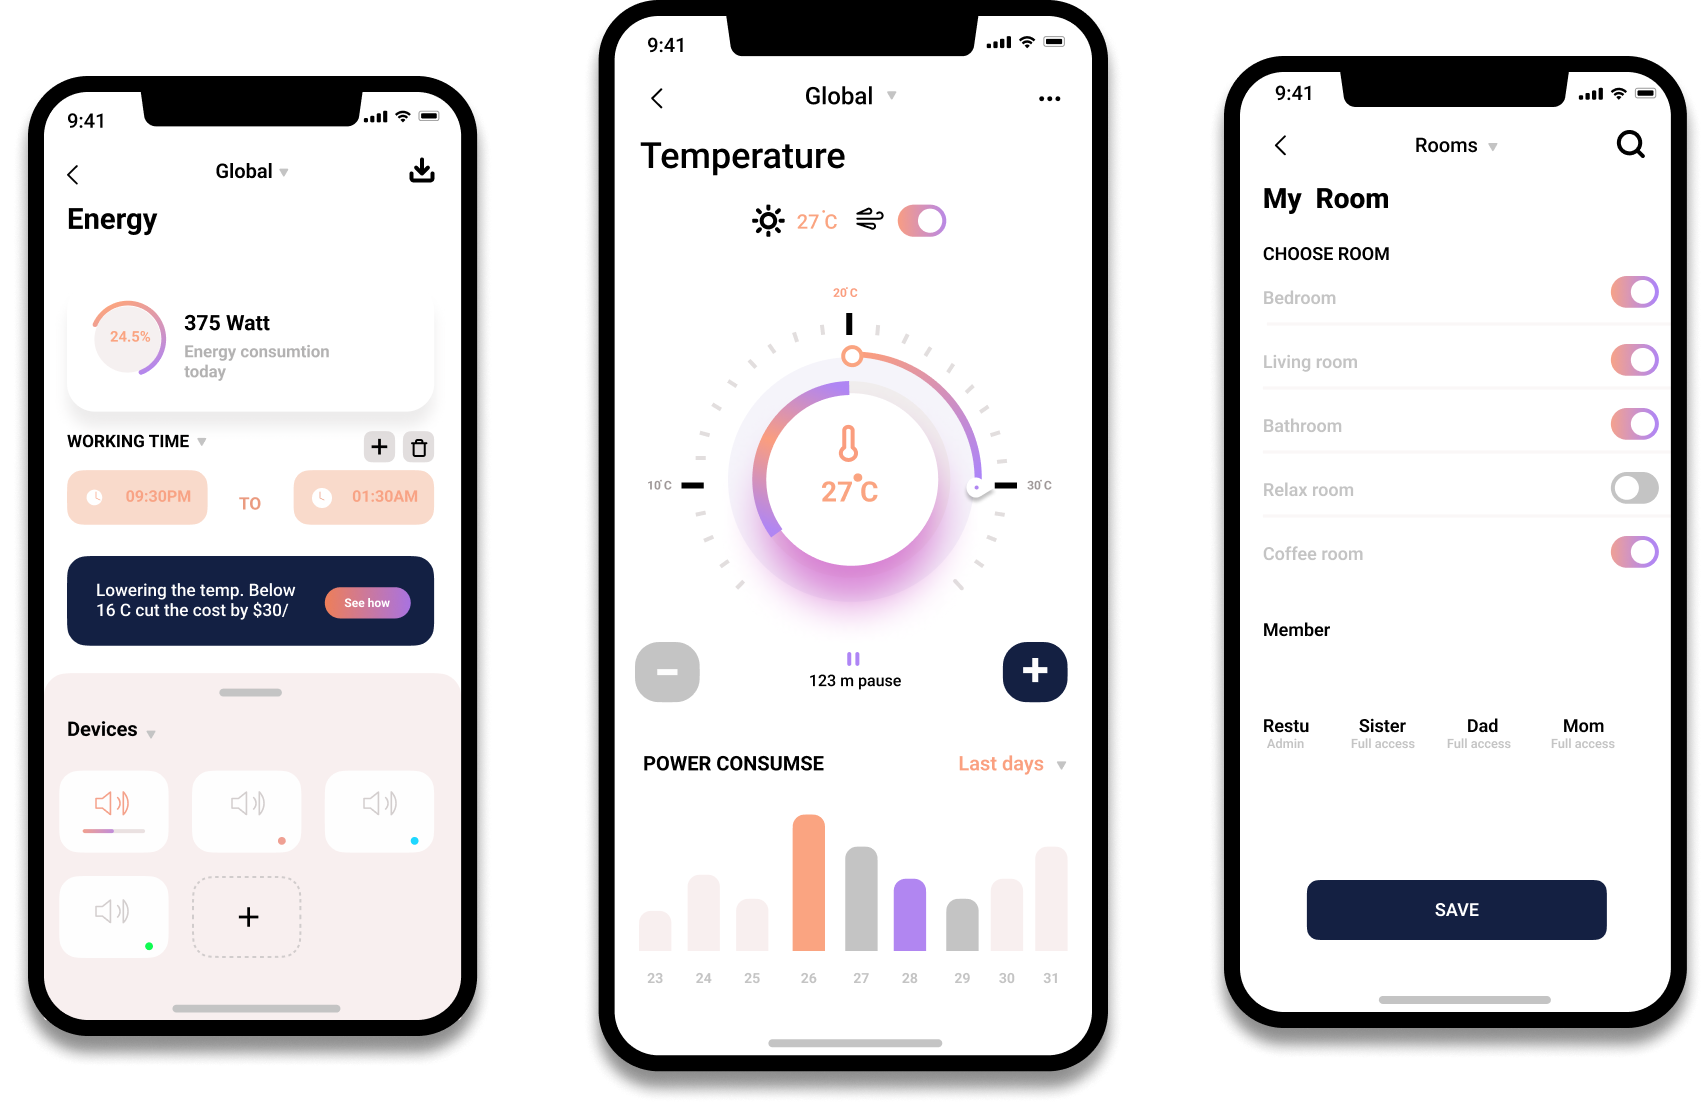 9:41
Global
Energy
24.5%
375 Watt
Energy consumtion
today
WORKING TIME
09:30PM
TO
01:30AM
Lowering the temp. Below
16 C cut the cost by $30/
See how
Devices
9:41
Global
Temperature
27°C
20°C
10°C
30°C
27°C
123 m pause
POWER CONSUMSE
Last days
23 24 25 26 27 28 29 30 31
9:41
Rooms
My Room
CHOOSE ROOM
Bedroom
Living room
Bathroom
Relax room
Coffee room
Member
Restu Sister Dad Mom
Admin Full access Full access Full access
SAVE